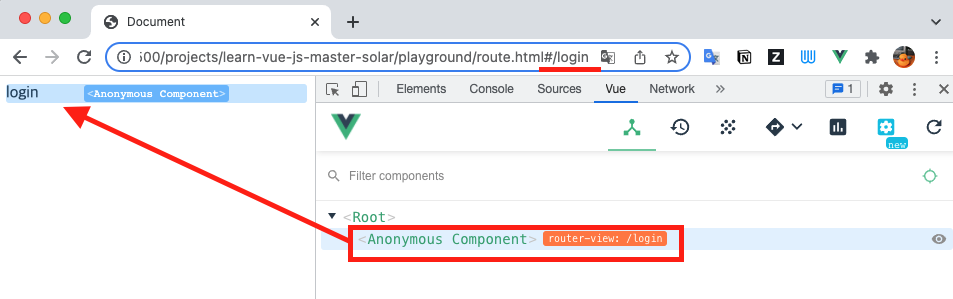 Document
:00/projects/learn-vue-js-master-solar/playground/route.html#/login
login <Anonymous Component>
Elements Console Sources Vue Network 1
new
Filter components
<Root>
<Anonymous Component> router-view: /login